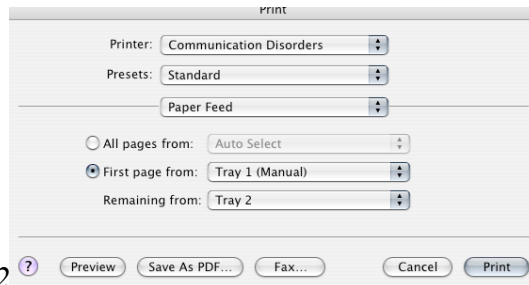 Print
Printer: Communication Disorders
Presets: Standard
Paper Feed
All pages from: Auto Select
First page from: Tray 1 (Manual)
Remaining from: Tray 2
? Preview Save As PDF... Fax... Cancel Print